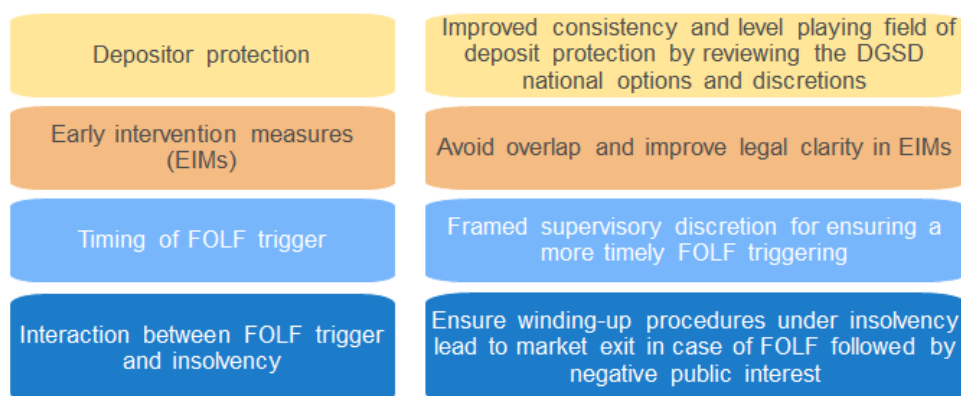 Depositor protection
Improved consistency and level playing field of
deposit protection by reviewing the DGSD
national options and discretions
Early intervention measures
(EIMs)
Avoid overlap and improve legal clarity in EIMs
Timing of FOLF trigger
Framed supervisory discretion for ensuring a
more timely FOLF triggering
Interaction between FOLF trigger
and insolvency
Ensure winding-up procedures under insolvency
lead to market exit in case of FOLF followed by
negative public interest